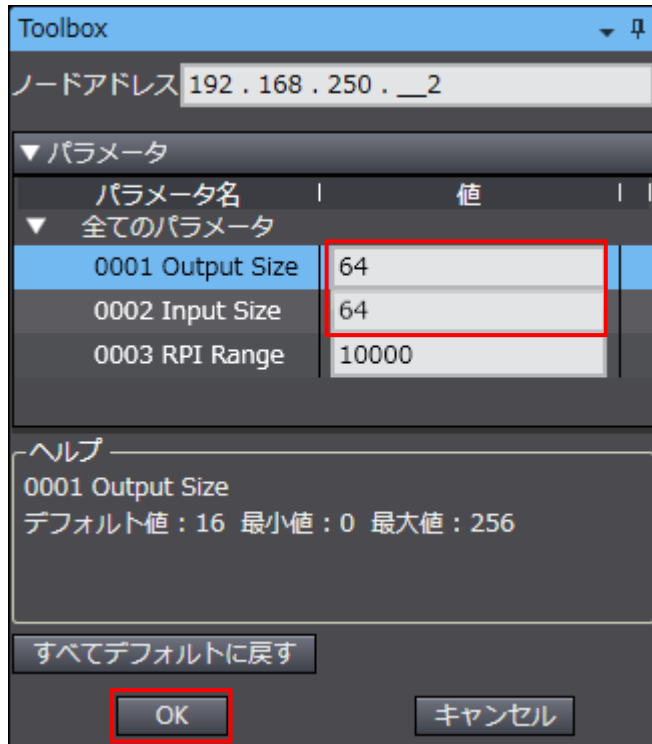 Toolbox
ノードアドレス 192 . 168 . 250 . __2
▼パラメータ
パラメータ名 値
▼ 全てのパラメータ
0001 Output Size 64
0002 Input Size 64
0003 RPI Range 10000
ヘルプ
0001 Output Size
デフォルト値：16 最小値：0 最大値：256
すべてデフォルトに戻す
OK キャンセル